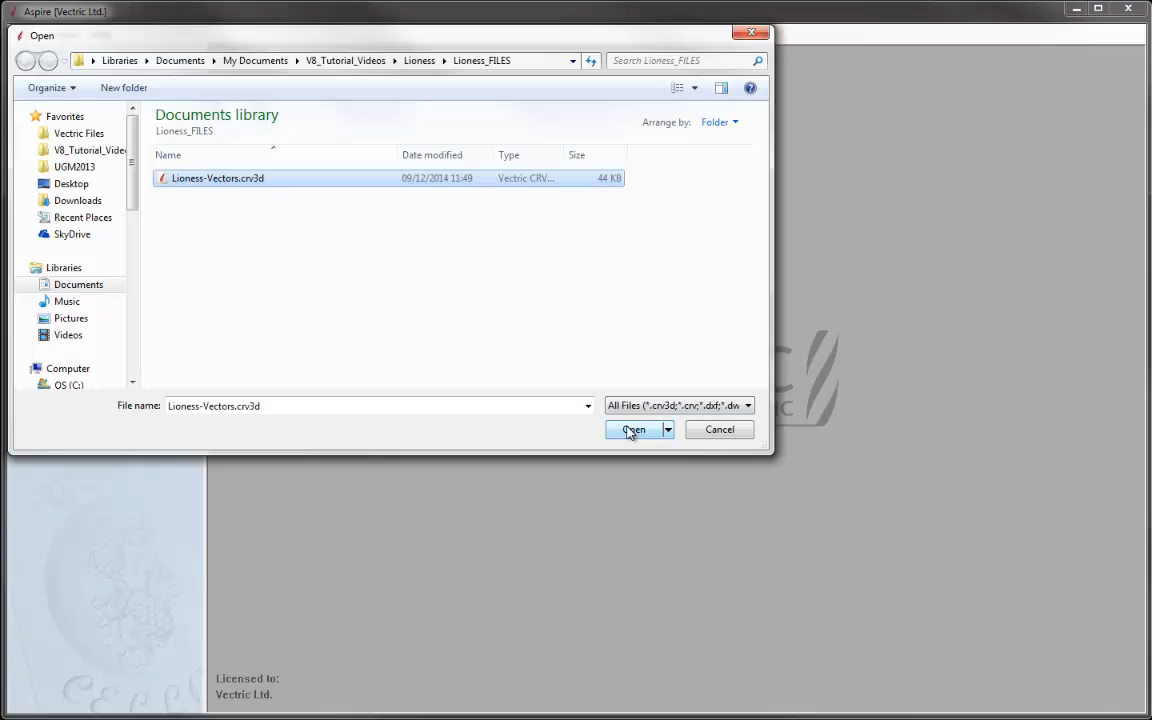 Aspire [Vectric Ltd.]
Open
Libraries Documents My Documents V8_Tutorial_Videos Lioness Lioness_FILES
Search Lioness_FILES
Organize
New folder
Favorites
Vectric Files
V8_Tutorial_Video
UGM2013
Desktop
Downloads
Recent Places
SkyDrive
Libraries
Documents
Music
Pictures
Videos
Computer
OS (C:)
Documents library
Lioness_FILES
Arrange by: Folder
Name Date modified Type Size
Lioness-Vectors.crv3d 09/12/2014 11:49 Vectric CRV... 44 KB
File name: Lioness-Vectors.crv3d
All Files (*.crv3d;*.crv;*.dxf;*.dw
Open Cancel
Licensed to:
Vectric Ltd.